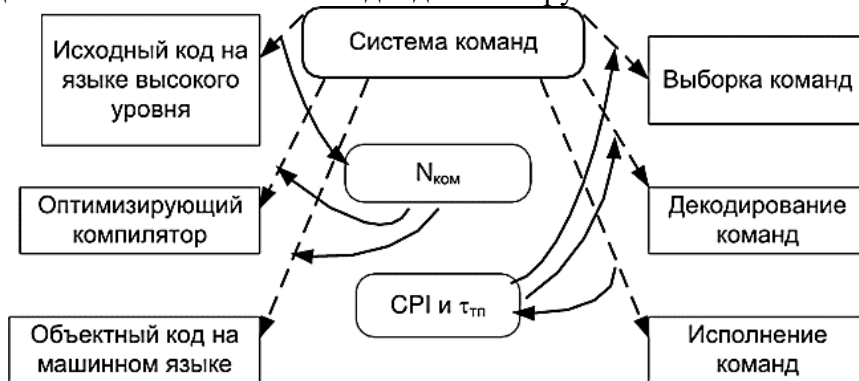 Исходный код на
языке высокого
уровня
Система команд
Выборка команд
Nком
Оптимизирующий
компилятор
Декодирование
команд
CPI и τтп
Объектный код на
машинном языке
Исполнение
команд